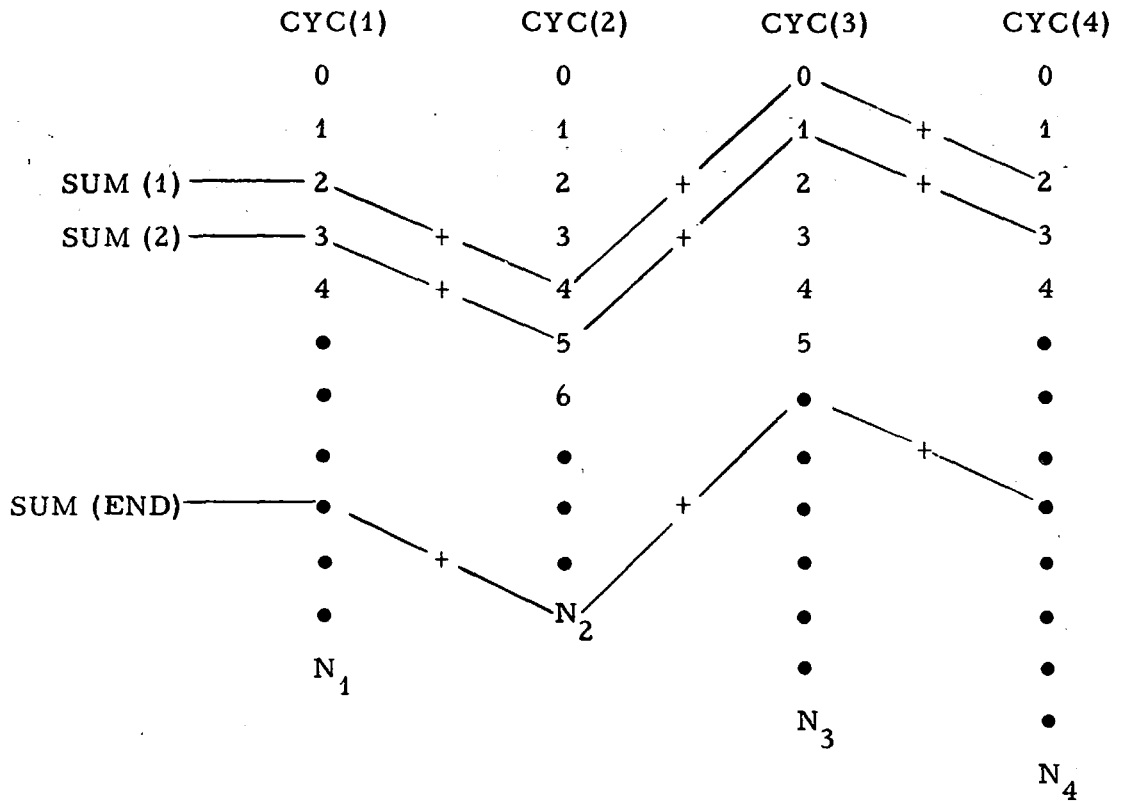 CYC(1) CYC(2) CYC(3) CYC(4)
0 0 0 0
1 1 1 + 1
SUM (1) 2 2 + 2 + 2
SUM (2) 3 + 3 + 3 3
4 + 4 4 4
5 5
6
+
SUM (END) +
+
N2
N1
N3
N4